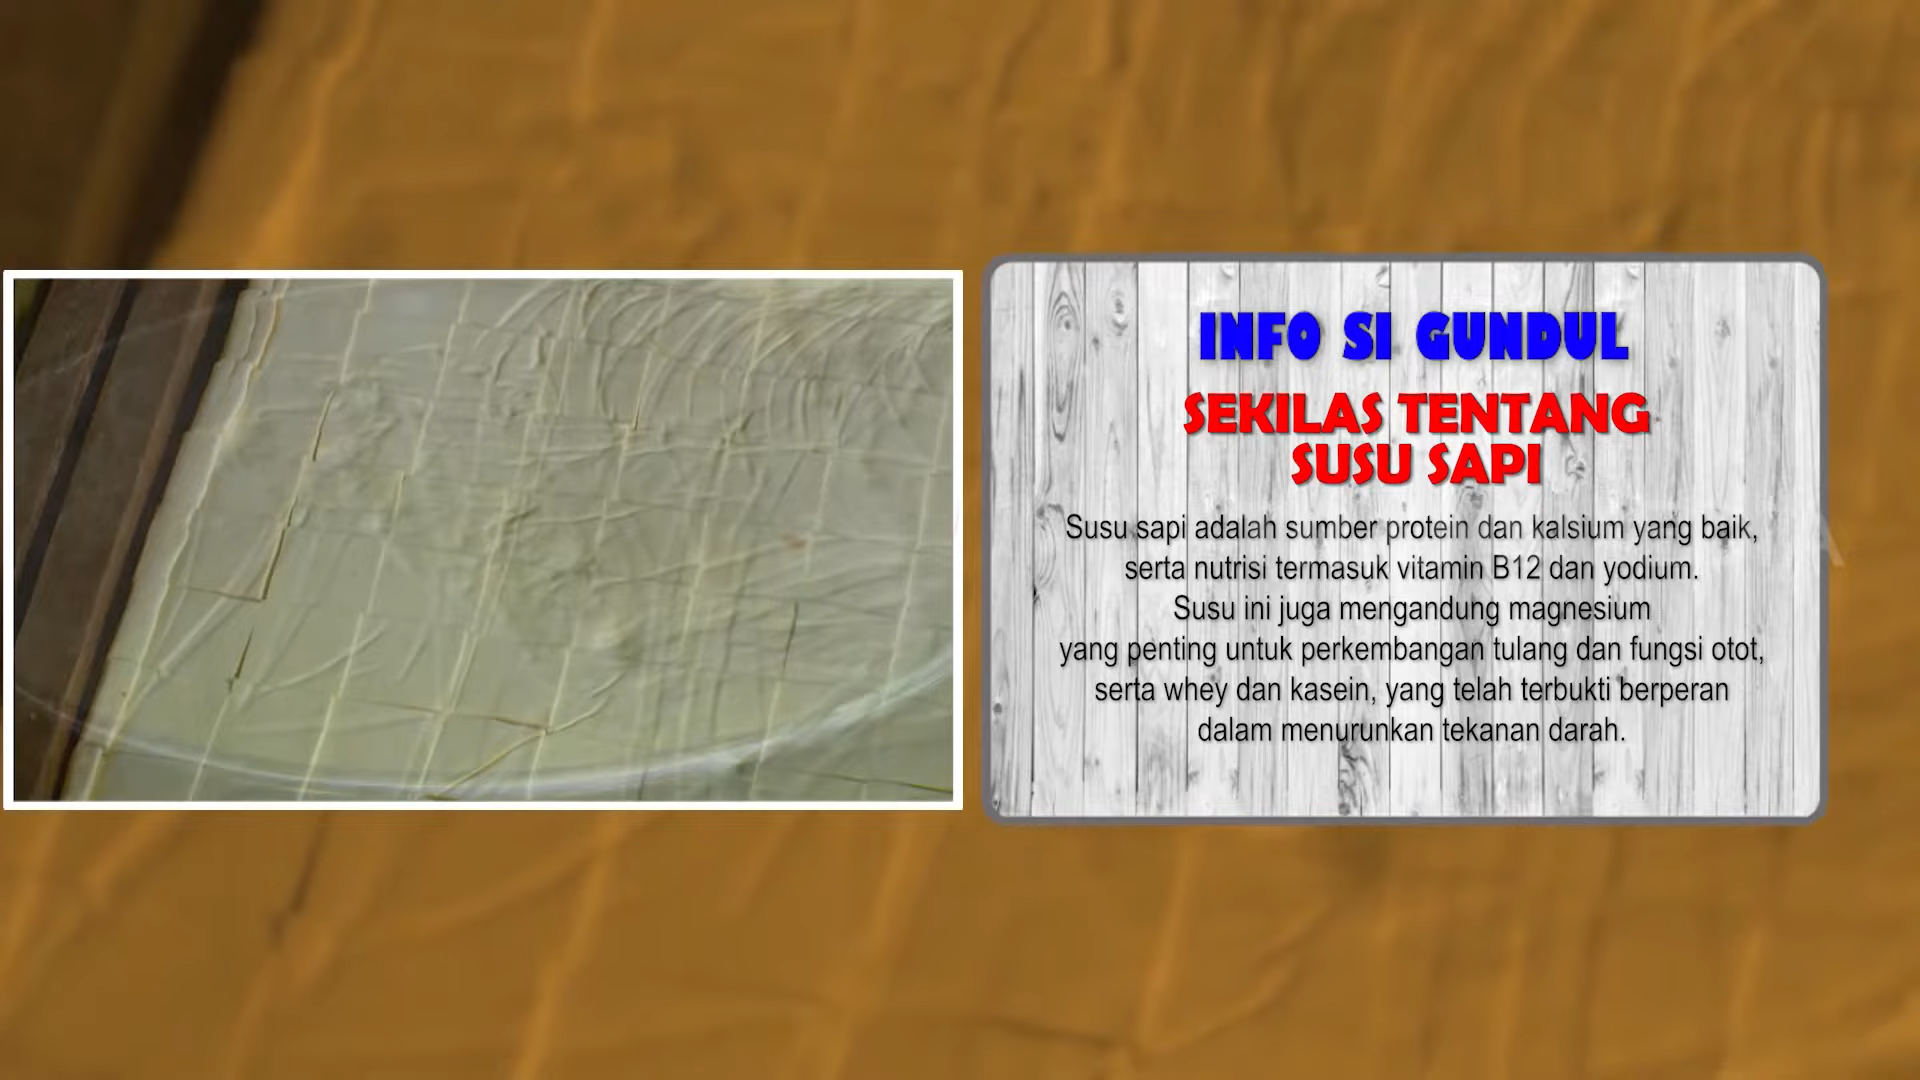 INFO SI GUNDUL
SEKILAS TENTANG
SUSU SAPI
Susu sapi adalah sumber protein dan kalsium yang baik,
serta nutrisi termasuk vitamin B12 dan yodium.
Susu ini juga mengandung magnesium
yang penting untuk perkembangan tulang dan fungsi otot,
serta whey dan kasein, yang telah terbukti berperan
dalam menurunkan tekanan darah.